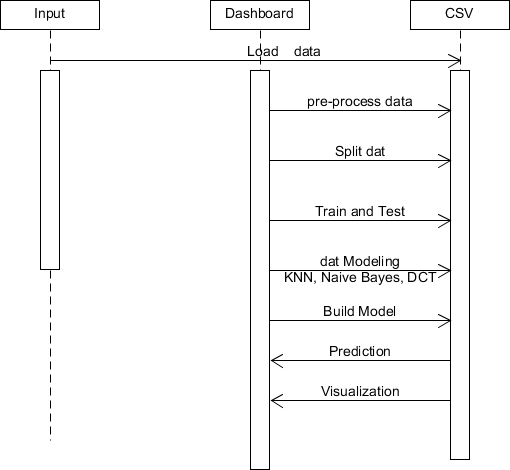 Input Dashboard CSV
Load data
pre-process data
Split dat
Train and Test
dat Modeling
KNN, Naive Bayes, DCT
Build Model
Prediction
Visualization